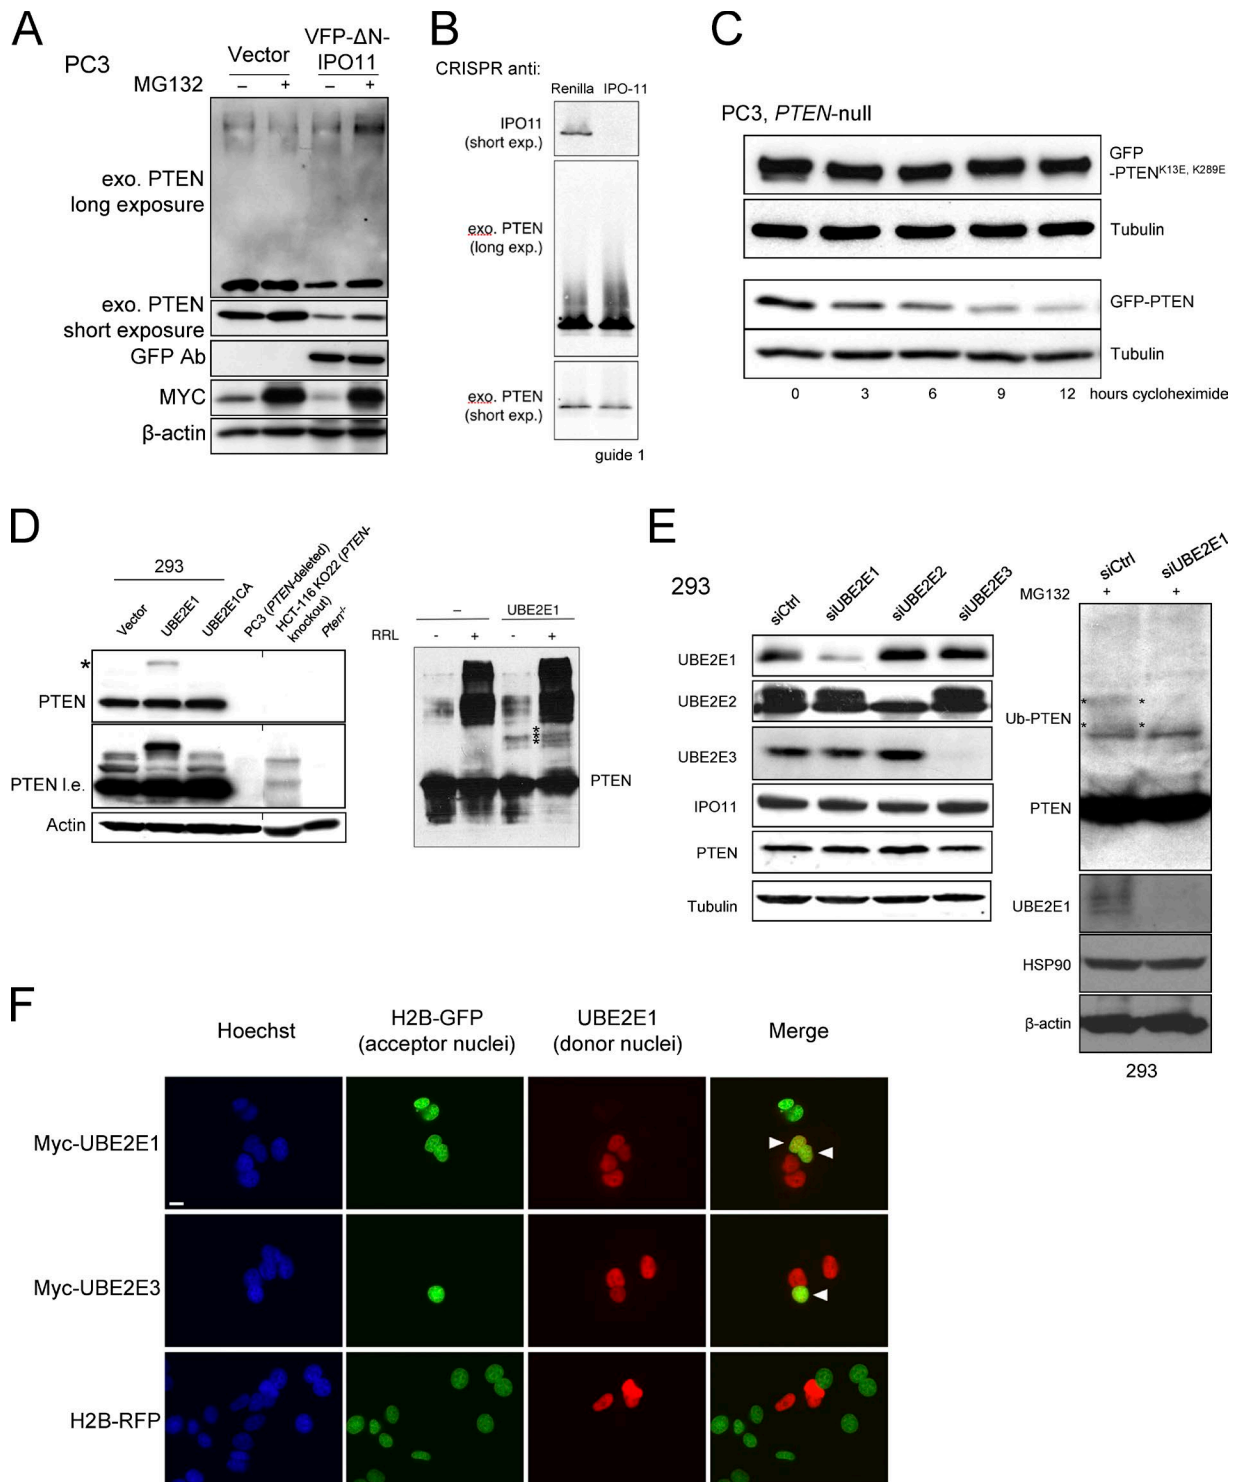 A
PC3
Vector
VFP-ΔN-
IPO11
MG132 – + – +
exo. PTEN
long exposure
exo. PTEN
short exposure
GFP Ab
MYC
β-actin
B
CRISPR anti:
Renilla IPO-11
IPO11
(short exp.)
exo. PTEN
(long exp.)
exo. PTEN
(short exp.)
guide 1
C
PC3, PTEN-null
GFP
-PTENK13E, K289E
Tubulin
GFP-PTEN
Tubulin
0 3 6 9 12 hours cycloheximide
D
293
Vector
UBE2E1
UBE2E1CA
PC3 (PTEN-deleted)
HCT-116 KO22 (PTEN-
knockout)
Pten-/-
*
PTEN
PTEN l.e.
Actin
– UBE2E1
RRL - + - +
*
*
*
PTEN
E
293
siCtrl
siUBE2E1
siUBE2E2
siUBE2E3
UBE2E1
UBE2E2
UBE2E3
IPO11
PTEN
Tubulin
siCtrl
siUBE2E1
MG132 + +
* *
Ub-PTEN
* *
PTEN
UBE2E1
HSP90
β-actin
293
F
Hoechst
H2B-GFP
(acceptor nuclei)
UBE2E1
(donor nuclei)
Merge
Myc-UBE2E1
Myc-UBE2E3
H2B-RFP